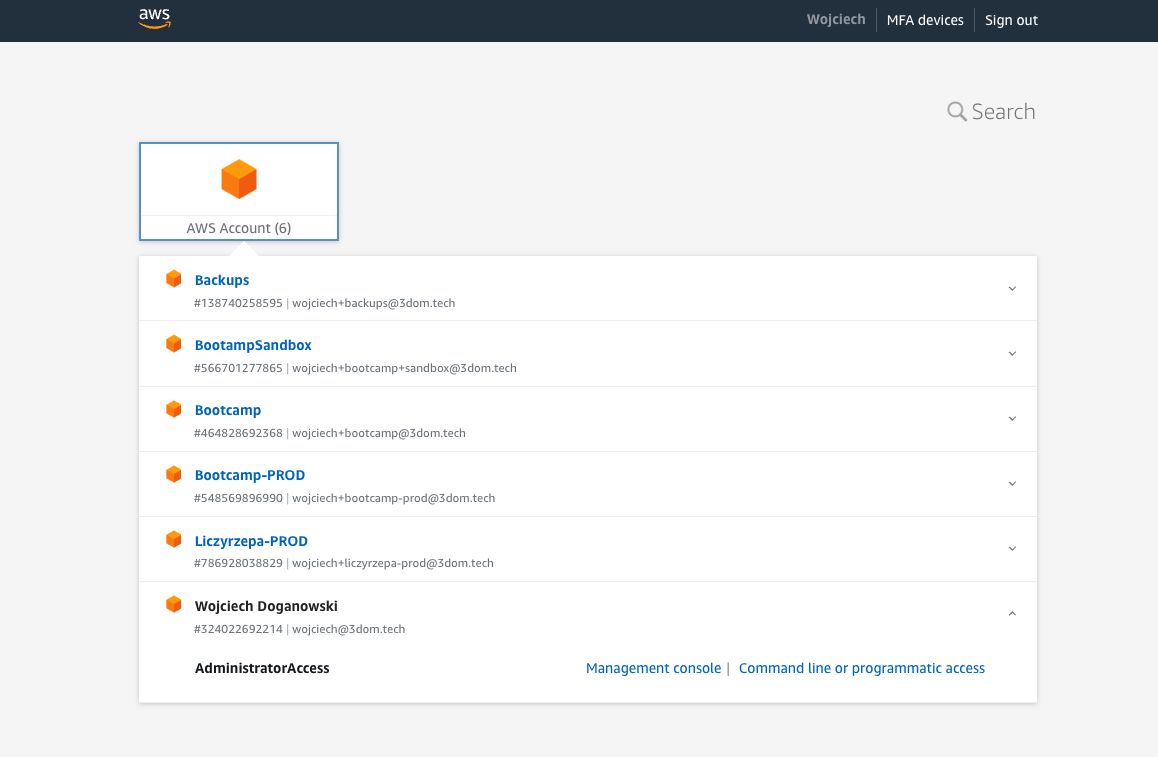 aws
Wojciech MFA devices Sign out
Search
AWS Account (6)
Backups
#138740258595 | wojciech+backups@3dom.tech
BootampSandbox
#566701277865 | wojciech+bootcamp+sandbox@3dom.tech
Bootcamp
#464828692368 | wojciech+bootcamp@3dom.tech
Bootcamp-PROD
#548569896990 | wojciech+bootcamp-prod@3dom.tech
Liczyrzepa-PROD
#786928038829 | wojciech+liczyrzepa-prod@3dom.tech
Wojciech Doganowski
#324022692214 | wojciech@3dom.tech
AdministratorAccess Management console | Command line or programmatic access